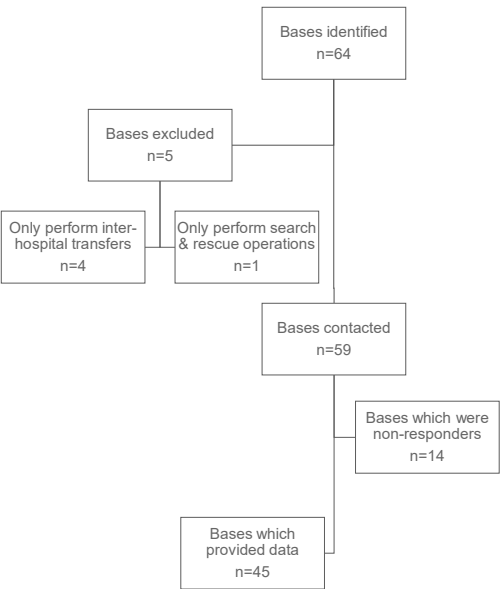 Bases identified
n=64
Bases excluded
n=5
Only perform inter-
hospital transfers
n=4
Only perform search
& rescue operations
n=1
Bases contacted
n=59
Bases which were
non-responders
n=14
Bases which
provided data
n=45